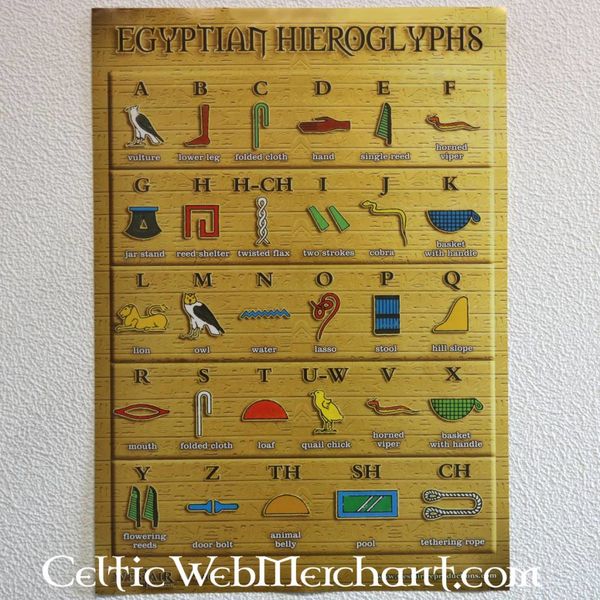 EGYPTIAN HIEROGLYPHS
A B C D E F
vulture lower leg folded cloth hand single reed horned viper
G H H-CH I J K
jar stand reed shelter twisted flax two strokes cobra basket with handle
L M N O P Q
lion owl water lasso stool hill slope
R S T U-W V X
mouth folded cloth loaf quail chick horned viper basket with handle
Y Z TH SH CH
flowering reeds door bolt animal belly pool tethering rope
CelticWebMerchant.com